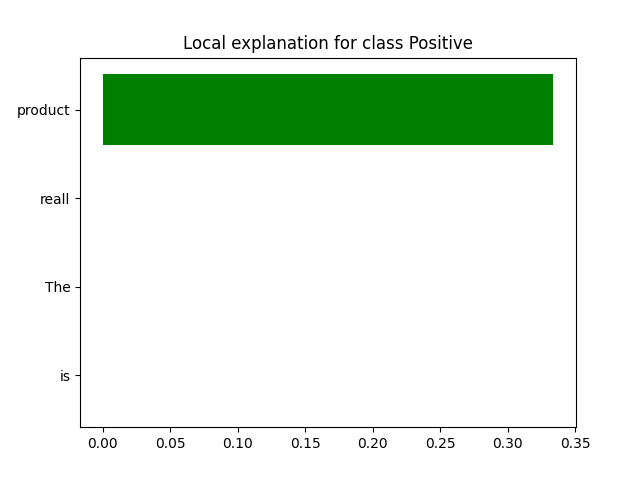 Local explanation for class Positive
product
reall
The
is
0.00 0.05 0.10 0.15 0.20 0.25 0.30 0.35